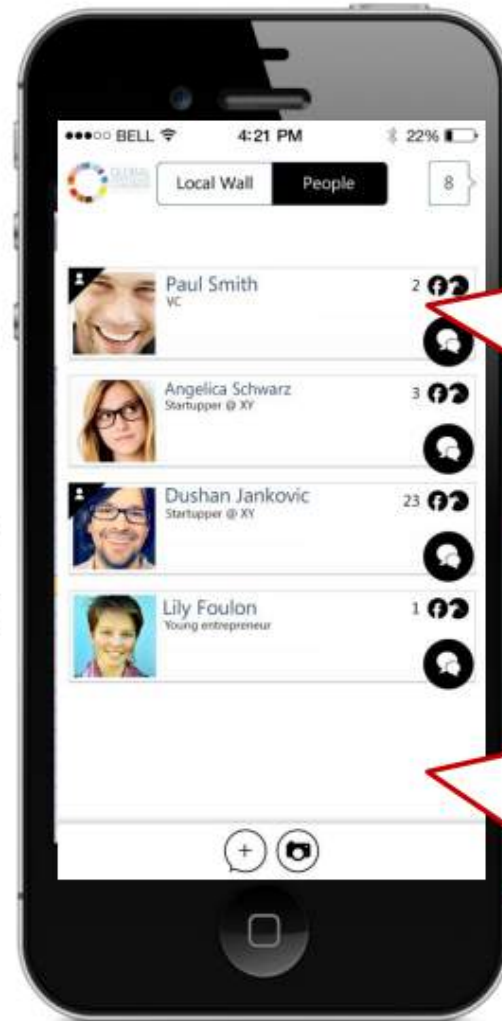 BELL 4:21 PM 22%
GLOBAL
Local Wall People 8
Paul Smith 2
VC
Angelica Schwarz 3
Startupper @ XY
Dushan Jankovic 23
Startupper @ XY
Lily Foulon 1
Young entrepreneur